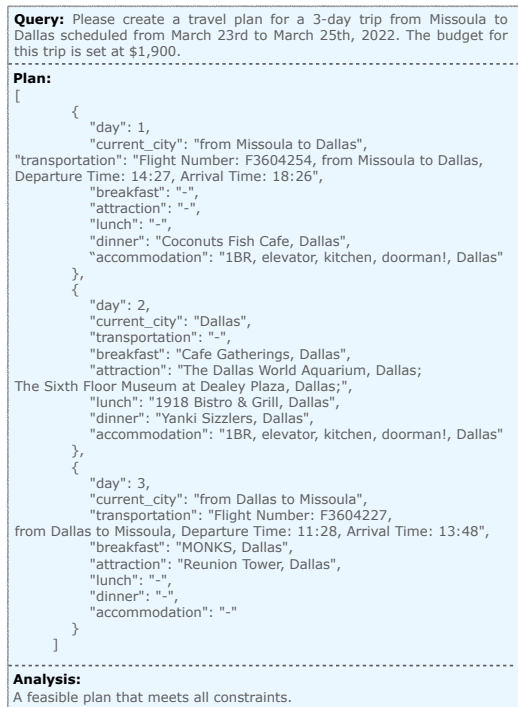 Query: Please create a travel plan for a 3-day trip from Missoula to
Dallas scheduled from March 23rd to March 25th, 2022. The budget for
this trip is set at $1,900.
Plan:
[
{
"day": 1,
"current_city": "from Missoula to Dallas",
"transportation": "Flight Number: F3604254, from Missoula to Dallas,
Departure Time: 14:27, Arrival Time: 18:26",
"breakfast": "-",
"attraction": "-",
"lunch": "-",
"dinner": "Coconuts Fish Cafe, Dallas",
"accommodation": "1BR, elevator, kitchen, doorman!, Dallas"
},
{
"day": 2,
"current_city": "Dallas",
"transportation": "-",
"breakfast": "Cafe Gatherings, Dallas",
"attraction": "The Dallas World Aquarium, Dallas;
The Sixth Floor Museum at Dealey Plaza, Dallas;",
"lunch": "1918 Bistro & Grill, Dallas",
"dinner": "Yanki Sizzlers, Dallas",
"accommodation": "1BR, elevator, kitchen, doorman!, Dallas"
},
{
"day": 3,
"current_city": "from Dallas to Missoula",
"transportation": "Flight Number: F3604227,
from Dallas to Missoula, Departure Time: 11:28, Arrival Time: 13:48",
"breakfast": "MONKS, Dallas",
"attraction": "Reunion Tower, Dallas",
"lunch": "-",
"dinner": "-",
"accommodation": "-"
}
]
Analysis:
A feasible plan that meets all constraints.